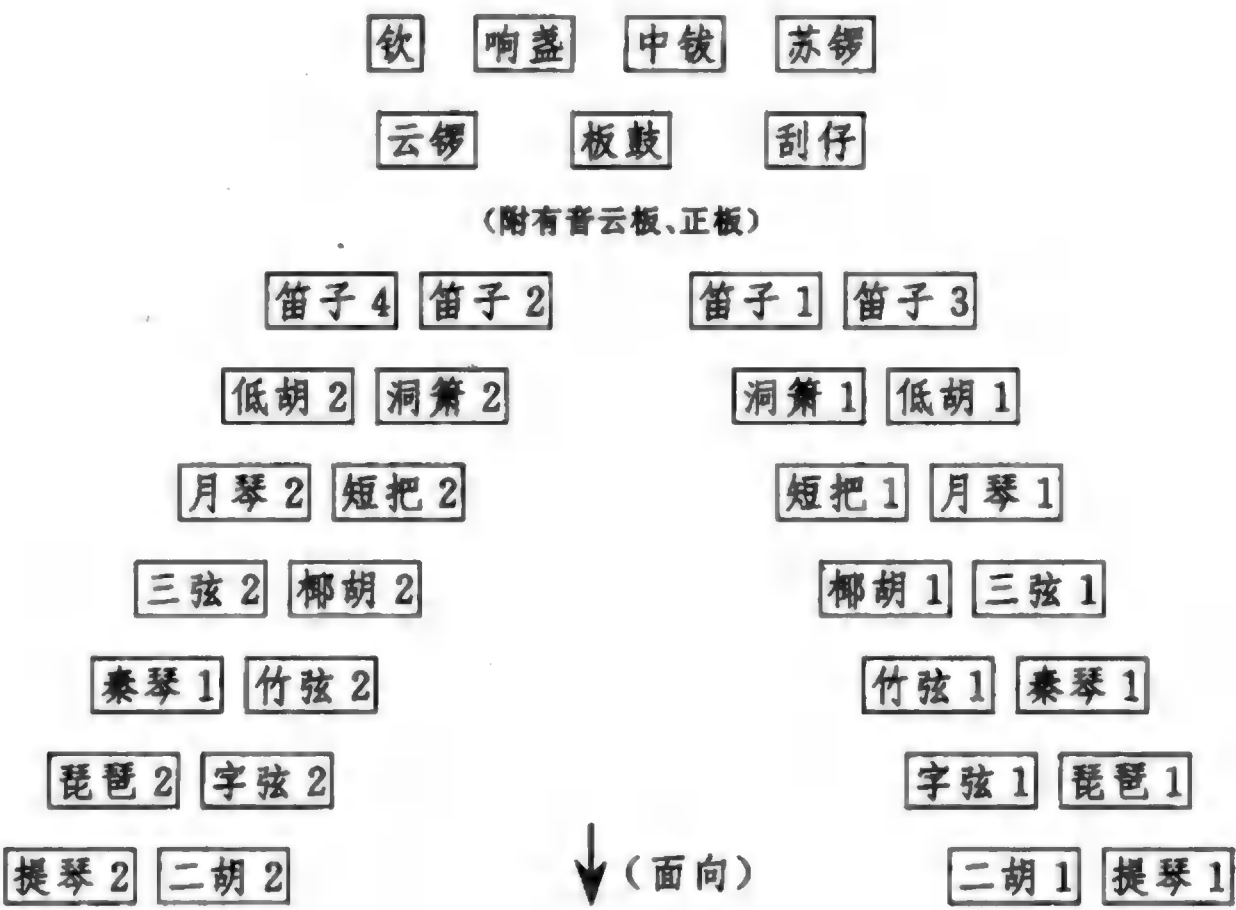 钦 响盏 中钹 苏锣
云锣 板鼓 刮仔
(附有音云板、正板)
笛子4 笛子2 笛子1 笛子3
低胡2 洞箫2 洞箫1 低胡1
月琴2 短把2 短把1 月琴1
三弦2 椰胡2 椰胡1 三弦1
秦琴1 竹弦2 竹弦1 秦琴1
琵琶2 字弦2 字弦1 琵琶1
提琴2 二胡2 (面向) 二胡1 提琴1